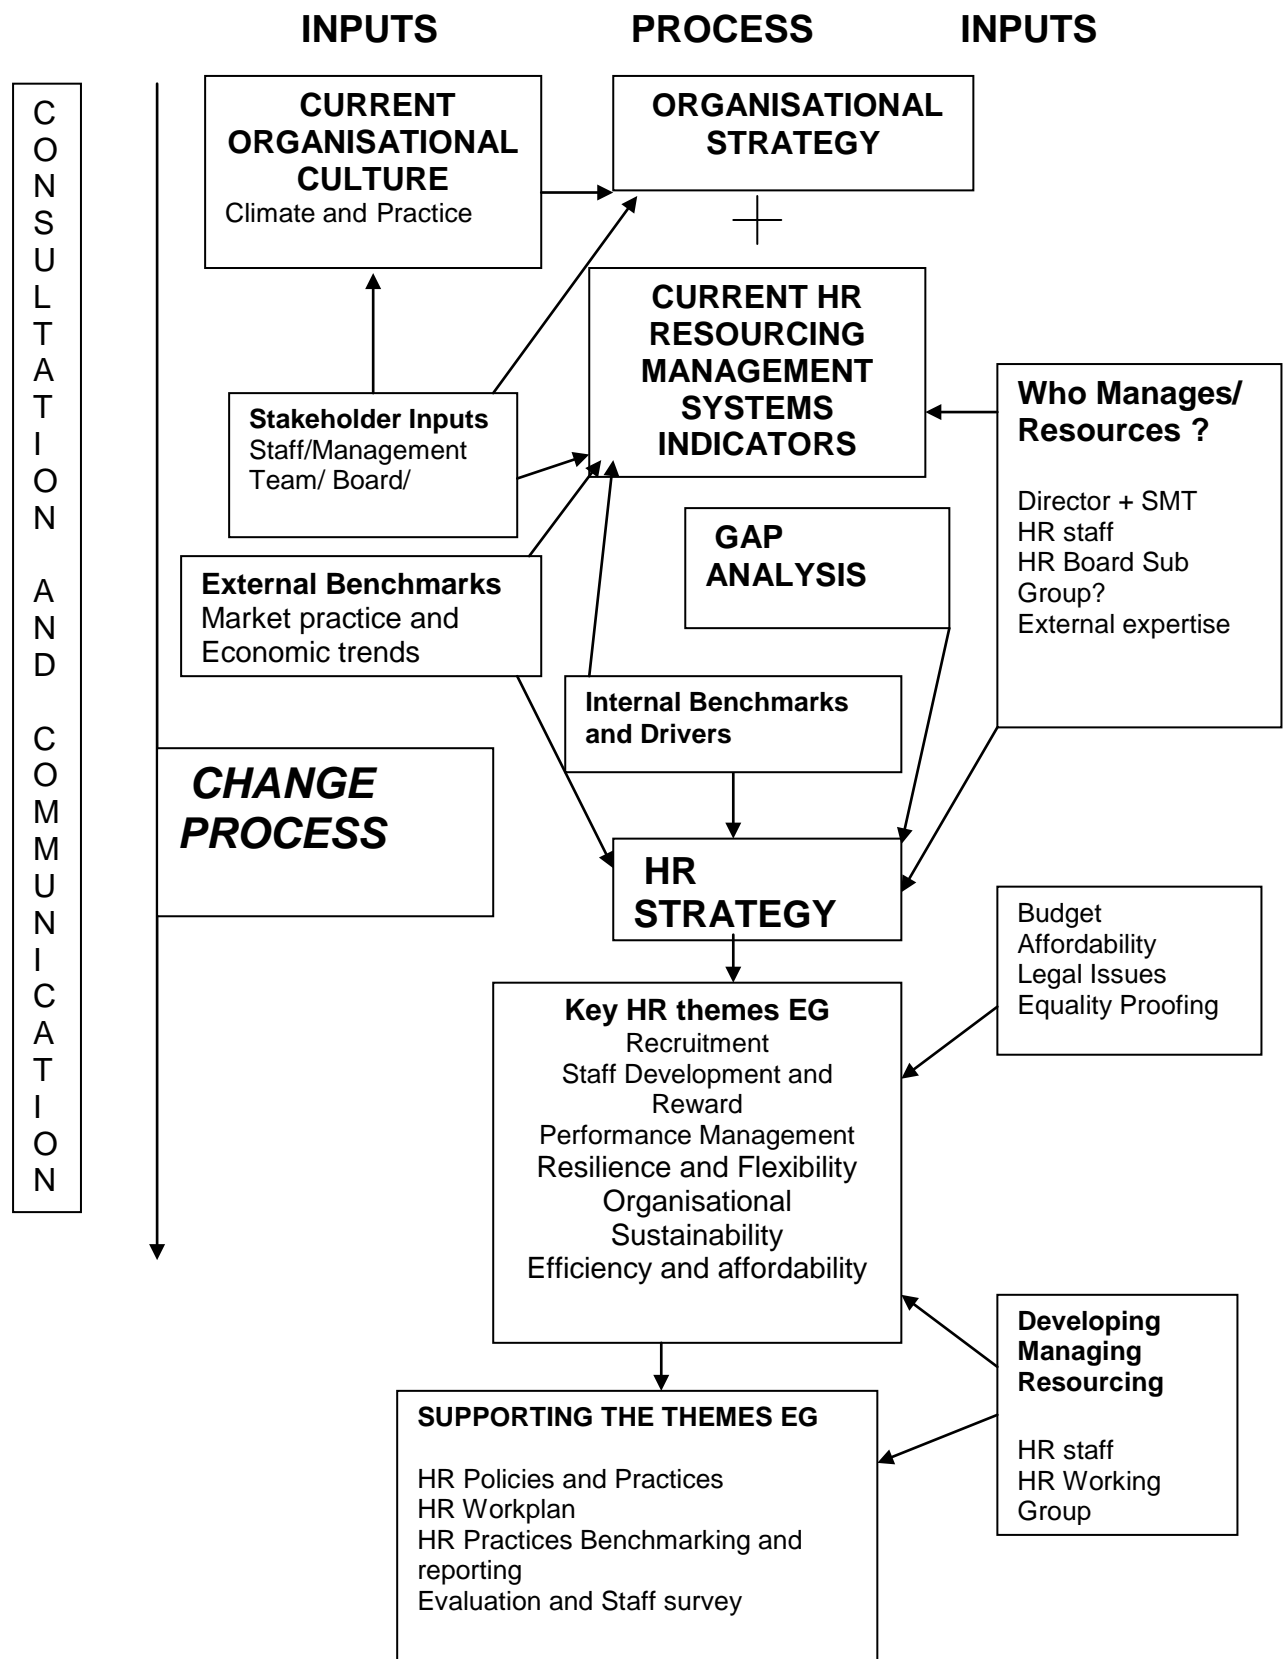 INPUTS PROCESS INPUTS
CONSULTATION AND COMMUNICATION
CURRENT
ORGANISATIONAL
CULTURE
Climate and Practice
ORGANISATIONAL
STRATEGY
CURRENT HR
RESOURCING
MANAGEMENT
SYSTEMS
INDICATORS
Who Manages/
Resources ?
Director + SMT
HR staff
HR Board Sub
Group?
External expertise
Stakeholder Inputs
Staff/Management
Team/ Board/
GAP
ANALYSIS
External Benchmarks
Market practice and
Economic trends
Internal Benchmarks
and Drivers
CHANGE
PROCESS
HR
STRATEGY
Budget
Affordability
Legal Issues
Equality Proofing
Key HR themes EG
Recruitment
Staff Development and
Reward
Performance Management
Resilience and Flexibility
Organisational
Sustainability
Efficiency and affordability
Developing
Managing
Resourcing
HR staff
HR Working
Group
SUPPORTING THE THEMES EG
HR Policies and Practices
HR Workplan
HR Practices Benchmarking and
reporting
Evaluation and Staff survey